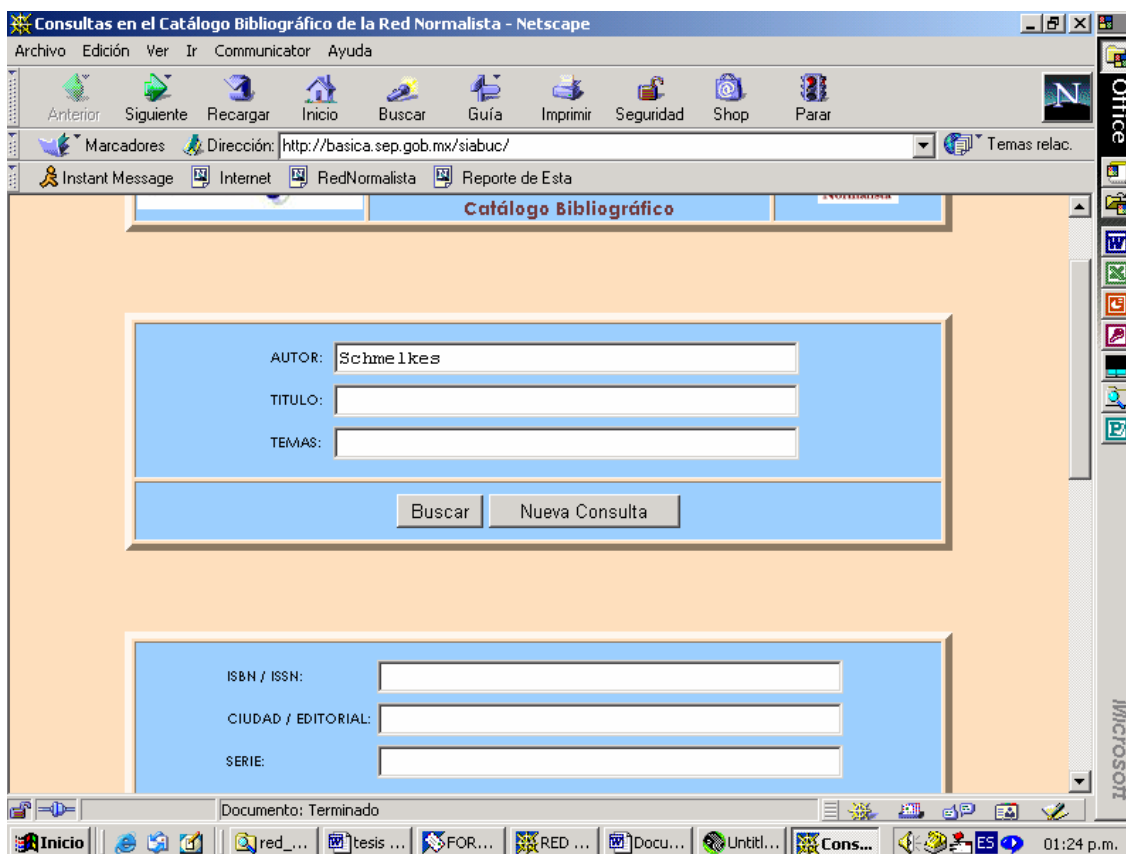 Consultas en el Catálogo Bibliográfico de la Red Normalista - Netscape
Archivo Edición Ver Ir Communicator Ayuda
Anterior Siguiente Recargar Inicio Buscar Guía Imprimir Seguridad Shop Parar
N
Marcadores Dirección: http://basica.sep.gob.mx/siabuc/ Temas relac.
Instant Message Internet RedNormalista Reporte de Esta
Catálogo Bibliográfico
Normalista
AUTOR: Schmelkes
TITULO:
TEMAS:
Buscar Nueva Consulta
ISBN / ISSN:
CIUDAD / EDITORIAL:
SERIE:
Documento: Terminado
Inicio red_... tesis ... FOR... RED ... Docu... Untitl... Cons... ES 01:24 p.m.
Office
Microsoft